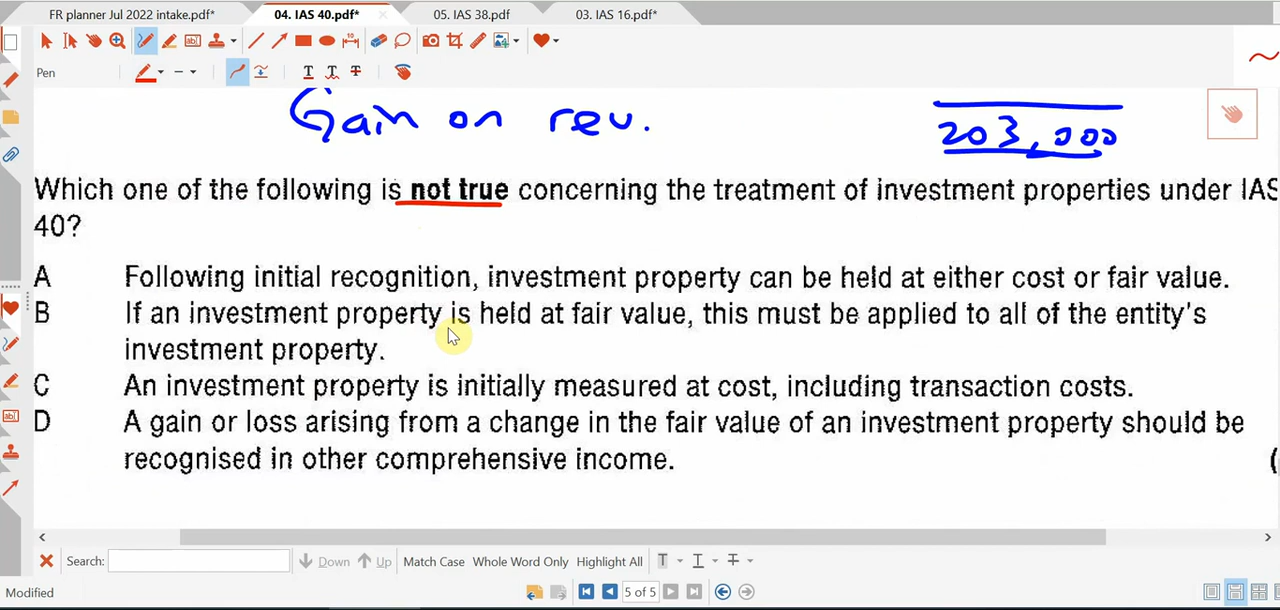 FR planner Jul 2022 intake.pdf* 04. IAS 40.pdf* 05. IAS 38.pdf 03. IAS 16.pdf*
Pen
Gain on rev. 203,000
Which one of the following is not true concerning the treatment of investment properties under IAS
40?
A Following initial recognition, investment property can be held at either cost or fair value.
B If an investment property is held at fair value, this must be applied to all of the entity's
investment property.
C An investment property is initially measured at cost, including transaction costs.
D A gain or loss arising from a change in the fair value of an investment property should be
recognised in other comprehensive income.
Search: Down Up Match Case Whole Word Only Highlight All
Modified 5 of 5